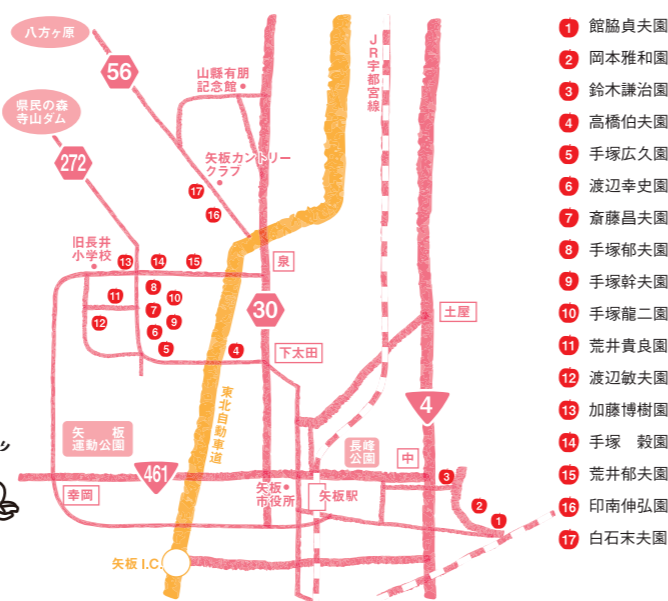 八方ヶ原
56
山縣有朋
記念館
JR宇都宮線
県民の森
寺山ダム
272
矢板カントリー
クラブ
17
16
旧長井
小学校
13
14
15
泉
8
10
11
7
9
12
6
5
4
30
土屋
下太田
4
東北自動車道
矢板
運動公園
長峰
公園
中
461
3
幸岡
矢板
市役所
矢板駅
2
1
矢板 I.C.
1 館脇貞夫園
2 岡本雅和園
3 鈴木謙治園
4 高橋伯夫園
5 手塚広久園
6 渡辺幸史園
7 斎藤昌夫園
8 手塚郁夫園
9 手塚幹夫園
10 手塚龍二園
11 荒井貴良園
12 渡辺敏夫園
13 加藤博樹園
14 手塚　毅園
15 荒井郁夫園
16 印南伸弘園
17 白石末夫園